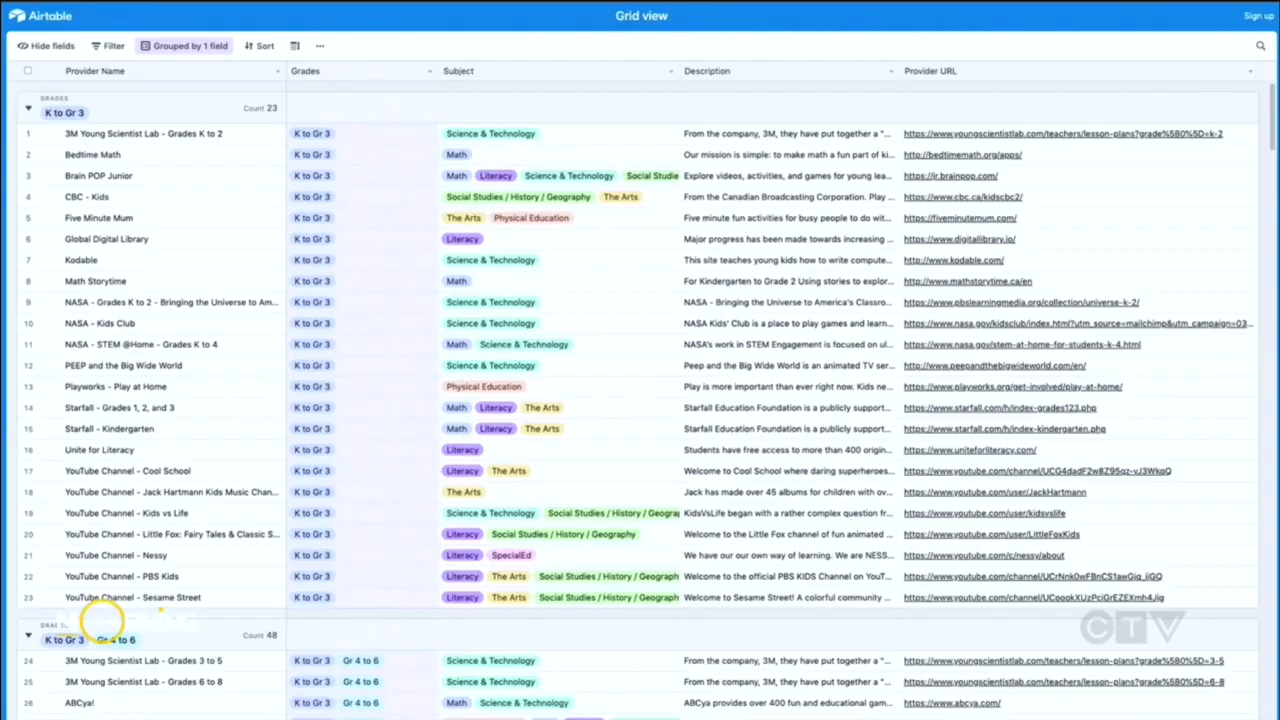 Airtable Grid view Sign up
Hide fields Filter Grouped by 1 field Sort
Provider Name Grades Subject Description Provider URL
GRADES
K to Gr 3 Count 23
1 3M Young Scientist Lab - Grades K to 2 K to Gr 3 Science & Technology From the company, 3M, they have put together a "... https://www.youngscientistlab.com/teachers/lesson-plans?grade%5B0%5D=k-2
2 Bedtime Math K to Gr 3 Math Our mission is simple: to make math a fun part of ki... http://bedtimemath.org/apps/
3 Brain POP Junior K to Gr 3 Math Literacy Science & Technology Social Studie Explore videos, activities, and games for young lea... https://jr.brainpop.com/
4 CBC - Kids K to Gr 3 Social Studies / History / Geography The Arts From the Canadian Broadcasting Corporation. Play ... https://www.cbc.ca/kidscbc2/
5 Five Minute Mum K to Gr 3 The Arts Physical Education Five minute fun activities for busy people to do wit... https://fiveminutemum.com/
6 Global Digital Library K to Gr 3 Literacy Major progress has been made towards increasing ... https://www.digitallibrary.io/
7 Kodable K to Gr 3 Science & Technology This site teaches young kids how to write compute... http://www.kodable.com/
8 Math Storytime K to Gr 3 Math For Kindergarten to Grade 2 Using stories to explor... http://www.mathstorytime.ca/en
9 NASA - Grades K to 2 - Bringing the Universe to Am... K to Gr 3 Science & Technology NASA - Bringing the Universe to America's Classro... https://www.pbslearningmedia.org/collection/universe-k-2/
10 NASA - Kids Club K to Gr 3 Science & Technology NASA Kids' Club is a place to play games and learn... https://www.nasa.gov/kidsclub/index.html?utm_source=mailchimp&utm_campaign=03...
11 NASA - STEM @Home - Grades K to 4 K to Gr 3 Math Science & Technology NASA's work in STEM Engagement is focused on ul... https://www.nasa.gov/stem-at-home-for-students-k-4.html
12 PEEP and the Big Wide World K to Gr 3 Science & Technology Peep and the Big Wide World is an animated TV ser... http://www.peepandthebigwideworld.com/en/
13 Playworks - Play at Home K to Gr 3 Physical Education Play is more important than ever right now. Kids ne... https://www.playworks.org/get-involved/play-at-home/
14 Starfall - Grades 1, 2, and 3 K to Gr 3 Math Literacy The Arts Starfall Education Foundation is a publicly support... https://www.starfall.com/h/index-grades123.php
15 Starfall - Kindergarten K to Gr 3 Math Literacy The Arts Starfall Education Foundation is a publicly support... https://www.starfall.com/h/index-kindergarten.php
16 Unite for Literacy K to Gr 3 Literacy Students have free access to more than 400 origin... https://www.uniteforliteracy.com/
17 YouTube Channel - Cool School K to Gr 3 Literacy The Arts Welcome to Cool School where daring superheroes... https://www.youtube.com/channel/UCG4dadF2w8Z95qz-vJ3WkqQ
18 YouTube Channel - Jack Hartmann Kids Music Chan... K to Gr 3 The Arts Jack has made over 45 albums for children with ov... https://www.youtube.com/user/JackHartmann
19 YouTube Channel - Kids vs Life K to Gr 3 Science & Technology Social Studies / History / Geograp KidsVsLife began with a rather complex question fr... https://www.youtube.com/user/kidsvslife
20 YouTube Channel - Little Fox: Fairy Tales & Classic S... K to Gr 3 Literacy Social Studies / History / Geography Welcome to the Little Fox channel of fun animated ... https://www.youtube.com/user/LittleFoxKids
21 YouTube Channel - Nessy K to Gr 3 Literacy SpecialEd We have our our own way of learning. We are NESS... https://www.youtube.com/c/nessy/about
22 YouTube Channel - PBS Kids K to Gr 3 Literacy The Arts Social Studies / History / Geograph Welcome to the official PBS KIDS Channel on YouT... https://www.youtube.com/channel/UCrNnk0wFBnCS1awGjq_ijGQ
23 YouTube Channel - Sesame Street K to Gr 3 Literacy The Arts Social Studies / History / Geograph Welcome to Sesame Street! A colorful community ... https://www.youtube.com/channel/UCoookXUzPciGrEZEXmh4Jjg
CTV
K to Gr 3 Gr 4 to 6 Count 48
24 3M Young Scientist Lab - Grades 3 to 5 K to Gr 3 Gr 4 to 6 Science & Technology From the company, 3M, they have put together a "... https://www.youngscientistlab.com/teachers/lesson-plans?grade%5B0%5D=3-5
25 3M Young Scientist Lab - Grades 6 to 8 K to Gr 3 Gr 4 to 6 Science & Technology From the company, 3M, they have put together a "... https://www.youngscientistlab.com/teachers/lesson-plans?grade%5B0%5D=6-8
26 ABCya! K to Gr 3 Gr 4 to 6 Math Science & Technology ABCya provides over 400 fun and educational gam... https://www.abcya.com/